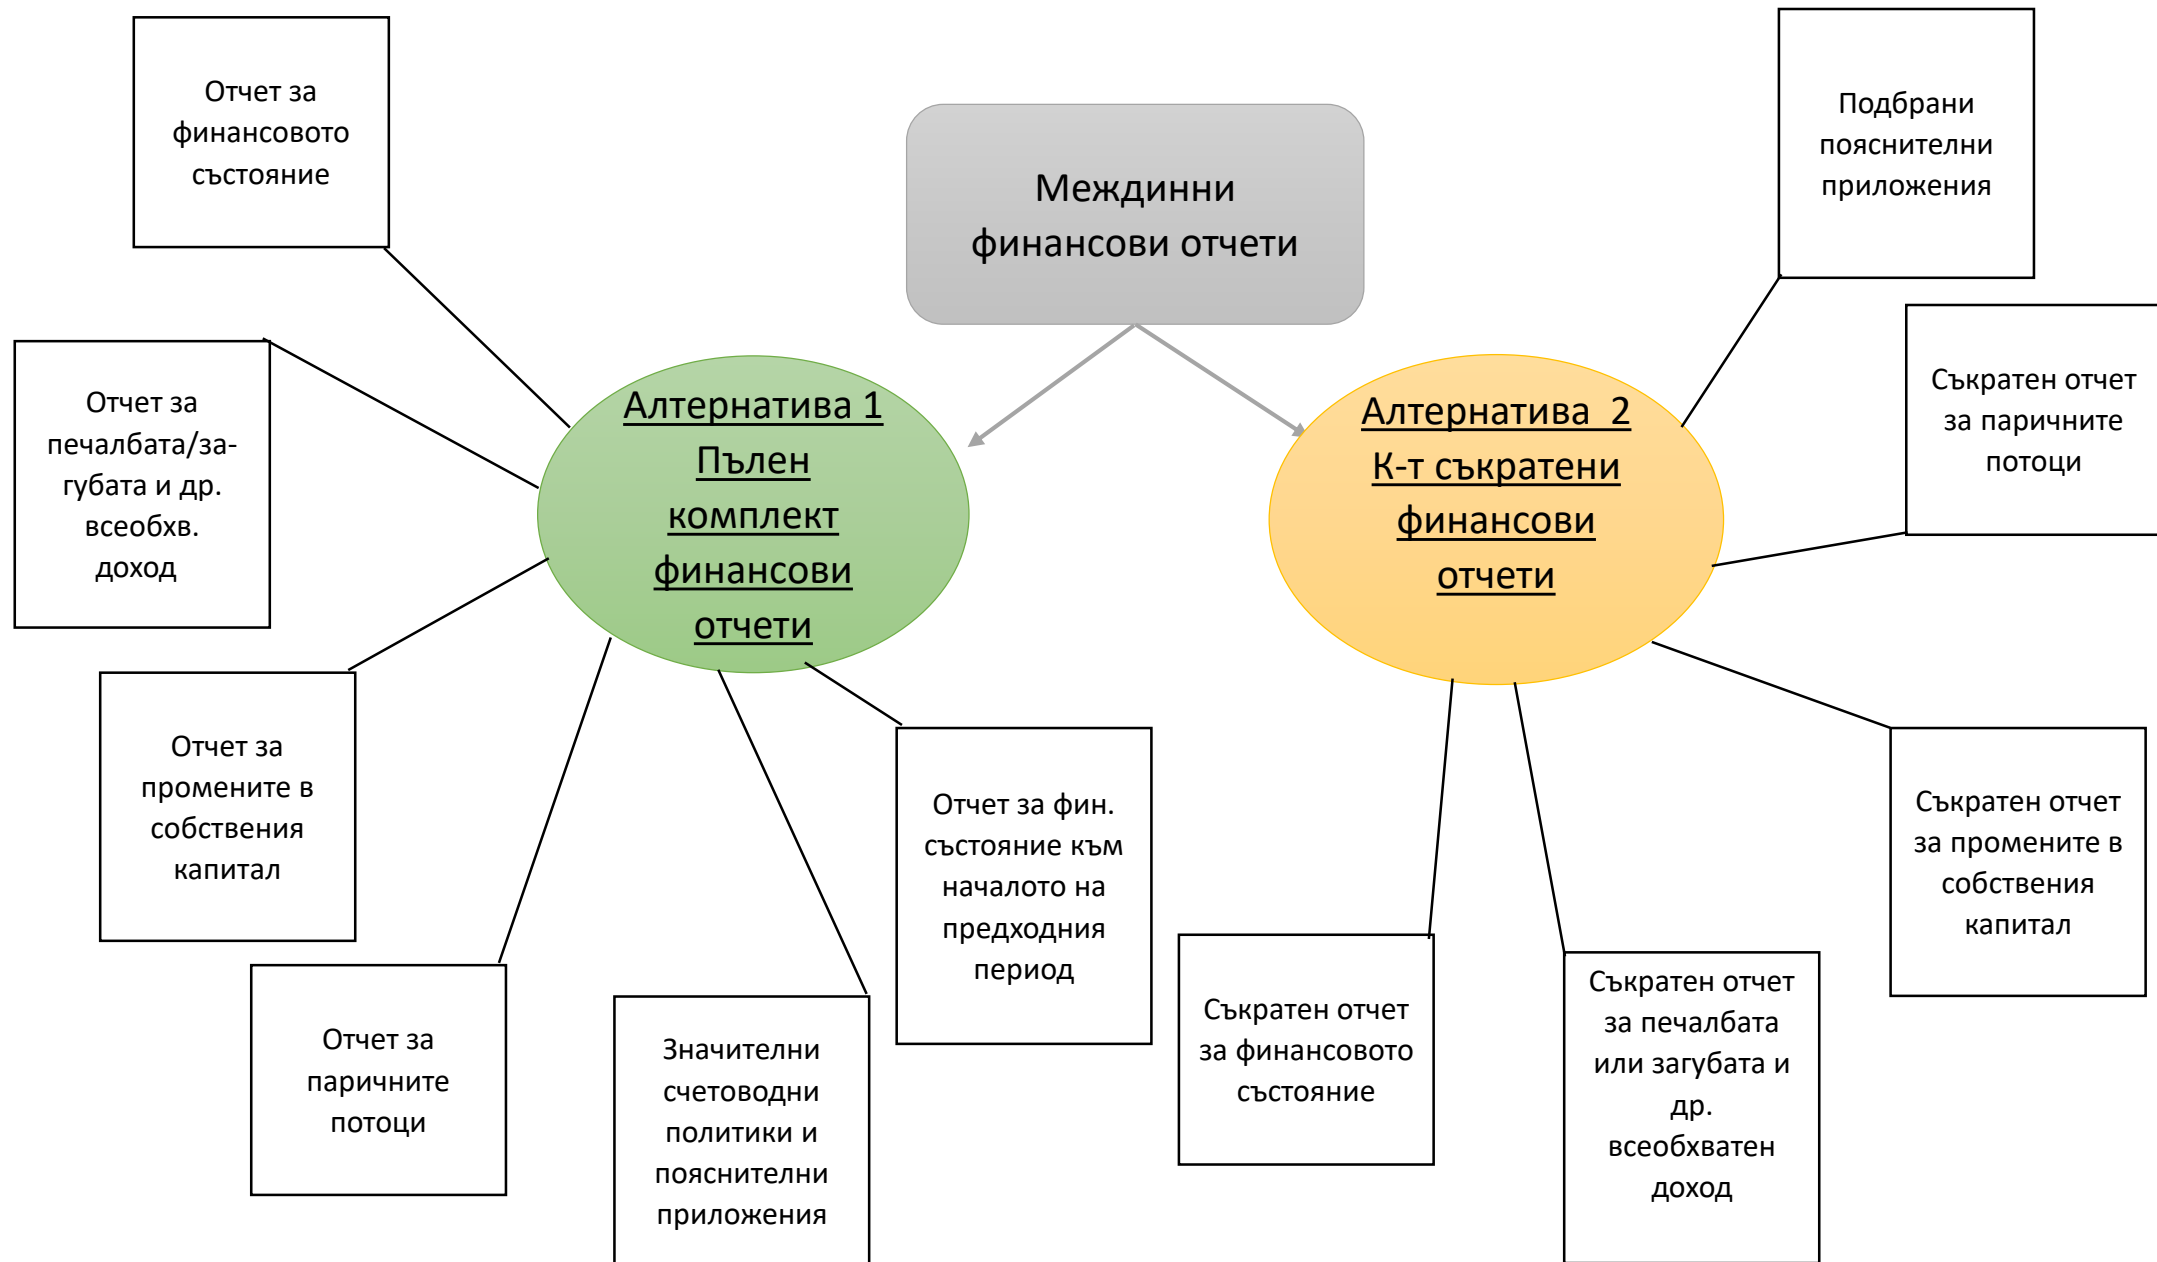 Междинни
финансови отчети
Алтернатива 1
Пълен
комплект
финансови
отчети
Отчет за
финансовото
състояние
Отчет за
печалбата/за-
губата и др.
всеобхв.
доход
Отчет за
промените в
собствения
капитал
Отчет за
паричните
потоци
Значителни
счетоводни
политики и
пояснителни
приложения
Отчет за фин.
състояние към
началото на
предходния
период
Алтернатива  2
К-т съкратени
финансови
отчети
Подбрани
пояснителни
приложения
Съкратен отчет
за паричните
потоци
Съкратен отчет
за промените в
собствения
капитал
Съкратен отчет
за печалбата
или загубата и
др.
всеобхватен
доход
Съкратен отчет
за финансовото
състояние